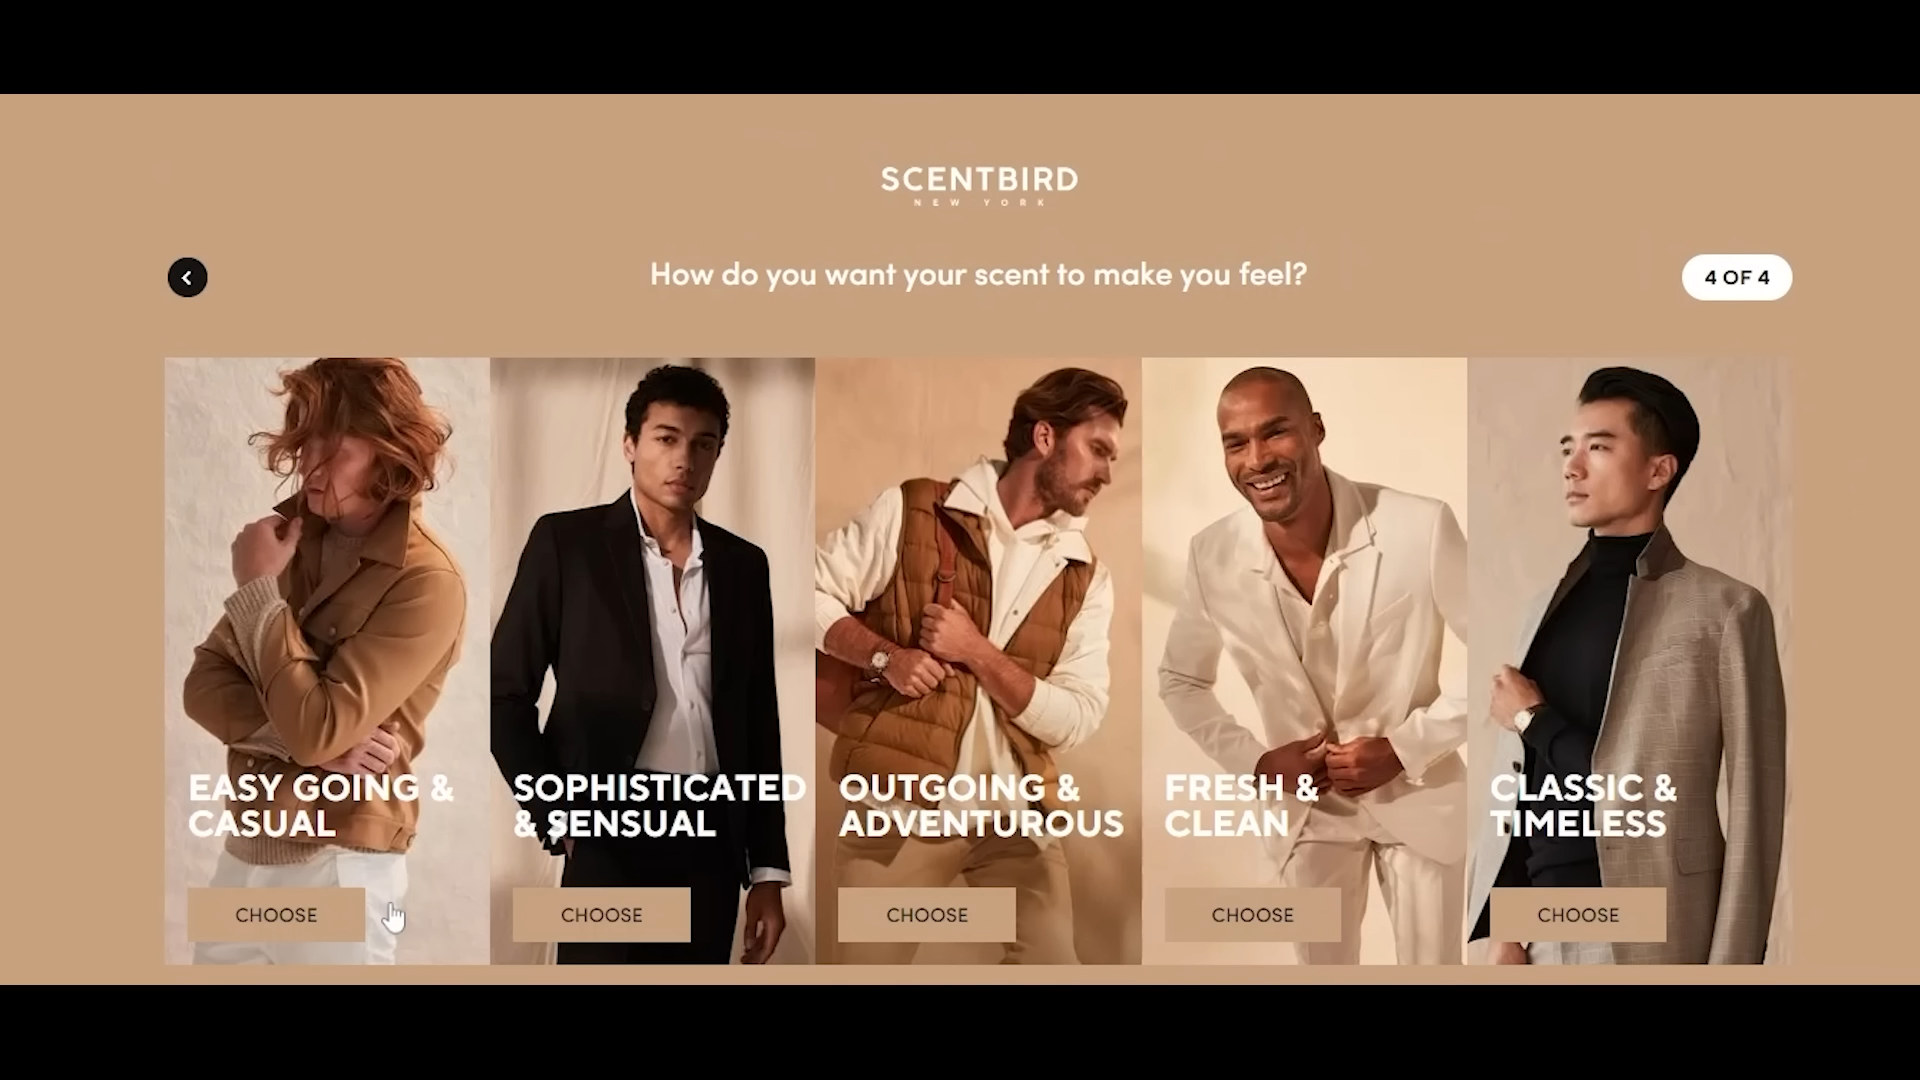 SCENTBIRD
NEW YORK
How do you want your scent to make you feel?
4 OF 4
EASY GOING &
CASUAL
CHOOSE
SOPHISTICATED
& SENSUAL
CHOOSE
OUTGOING &
ADVENTUROUS
CHOOSE
FRESH &
CLEAN
CHOOSE
CLASSIC &
TIMELESS
CHOOSE